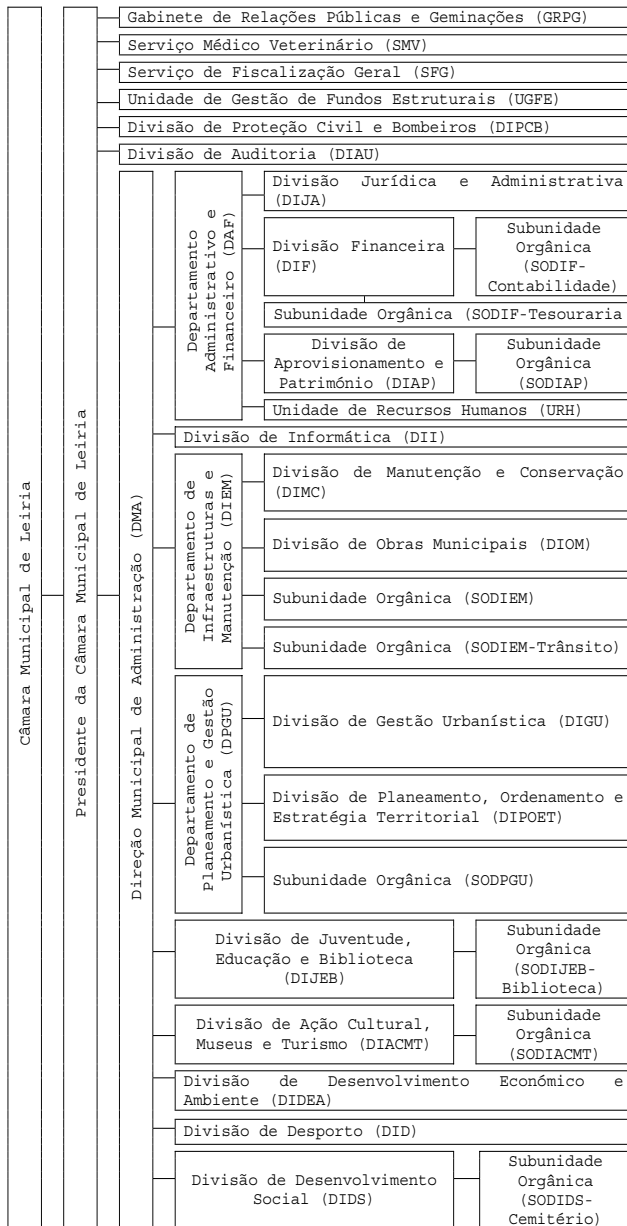 Câmara Municipal de Leiria
Presidente da Câmara Municipal de Leiria
Gabinete de Relações Públicas e Geminações (GRPG)
Serviço Médico Veterinário (SMV)
Serviço de Fiscalização Geral (SFG)
Unidade de Gestão de Fundos Estruturais (UGFE)
Divisão de Proteção Civil e Bombeiros (DIPCB)
Divisão de Auditoria (DIAU)
Direção Municipal de Administração (DMA)
Departamento
Administrativo e
Financeiro (DAF)
Divisão Jurídica e Administrativa
(DIJA)
Divisão Financeira
(DIF)
Subunidade
Orgânica
(SODIF-
Contabilidade)
Subunidade Orgânica (SODIF-Tesouraria
Divisão de
Aprovisionamento e
Património (DIAP)
Subunidade
Orgânica
(SODIAP)
Unidade de Recursos Humanos (URH)
Divisão de Informática (DII)
Departamento de
Infraestruturas e
Manutenção (DIEM)
Divisão de Manutenção e Conservação
(DIMC)
Divisão de Obras Municipais (DIOM)
Subunidade Orgânica (SODIEM)
Subunidade Orgânica (SODIEM-Trânsito)
Departamento de
Planeamento e Gestão
Urbanística (DPGU)
Divisão de Gestão Urbanística (DIGU)
Divisão de Planeamento, Ordenamento e
Estratégia Territorial (DIPOET)
Subunidade Orgânica (SODPGU)
Divisão de Juventude,
Educação e Biblioteca
(DIJEB)
Subunidade
Orgânica
(SODIJEB-
Biblioteca)
Divisão de Ação Cultural,
Museus e Turismo (DIACMT)
Subunidade
Orgânica
(SODIACMT)
Divisão de Desenvolvimento Económico e
Ambiente (DIDEA)
Divisão de Desporto (DID)
Divisão de Desenvolvimento
Social (DIDS)
Subunidade
Orgânica
(SODIDS-
Cemitério)